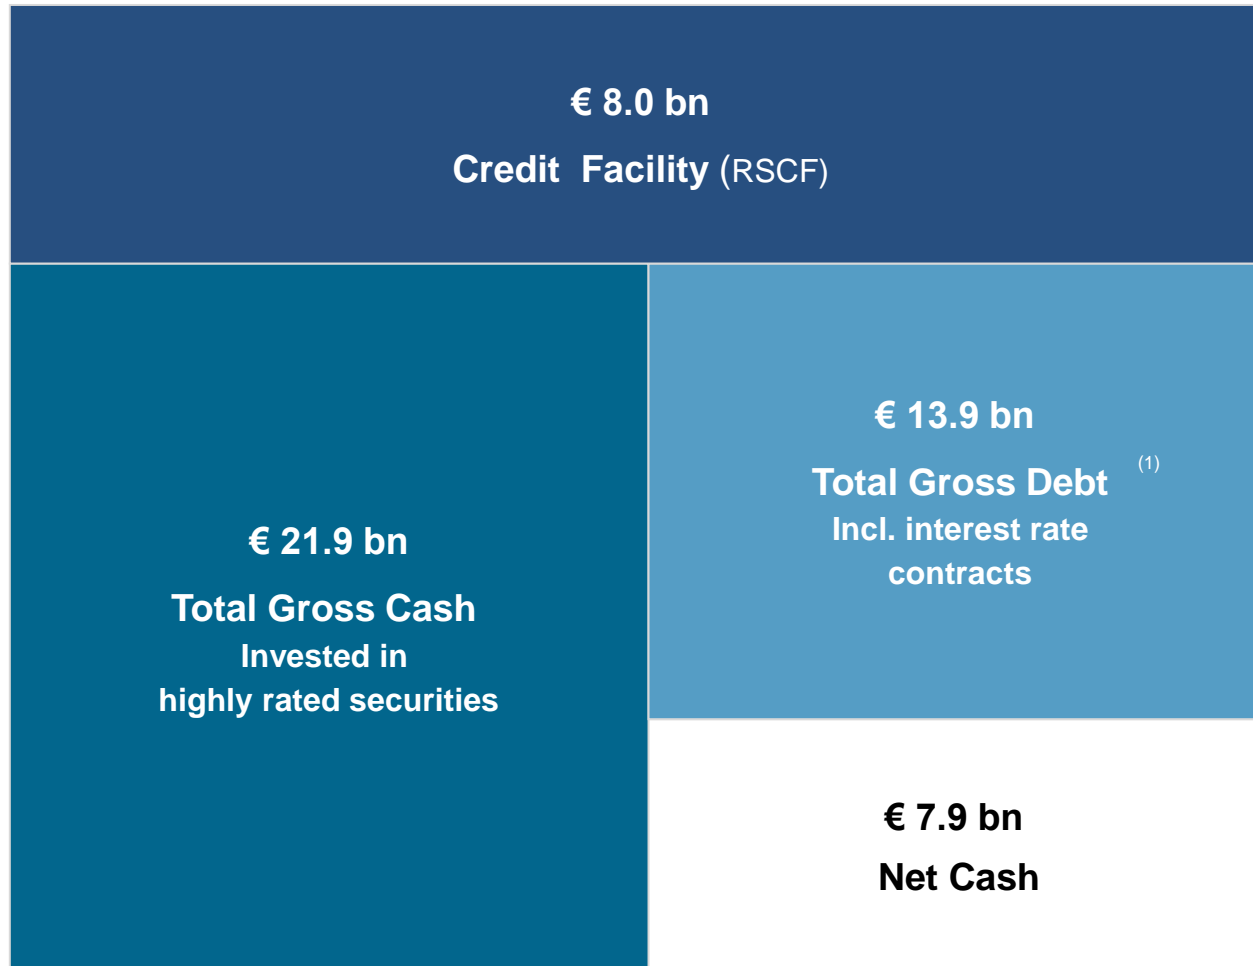 € 8.0 bn
Credit Facility (RSCF)
€ 21.9 bn
Total Gross Cash
Invested in
highly rated securities
€ 13.9 bn
Total Gross Debt (1)
Incl. interest rate
contracts
€ 7.9 bn
Net Cash